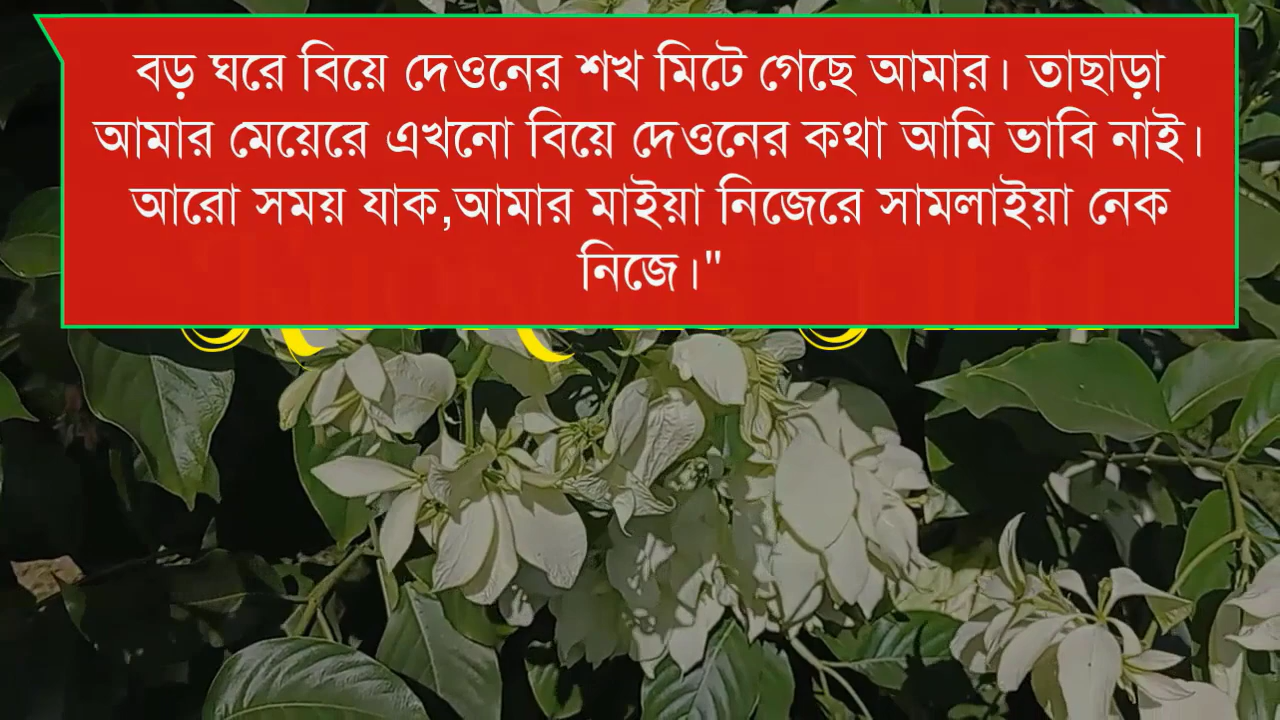 বড় ঘরে বিয়ে দেওনের শখ মিটে গেছে আমার। তাছাড়া
আমার মেয়েরে এখনো বিয়ে দেওনের কথা আমি ভাবি নাই।
আরো সময় যাক,আমার মাইয়া নিজেরে সামলাইয়া নেক
নিজে।"